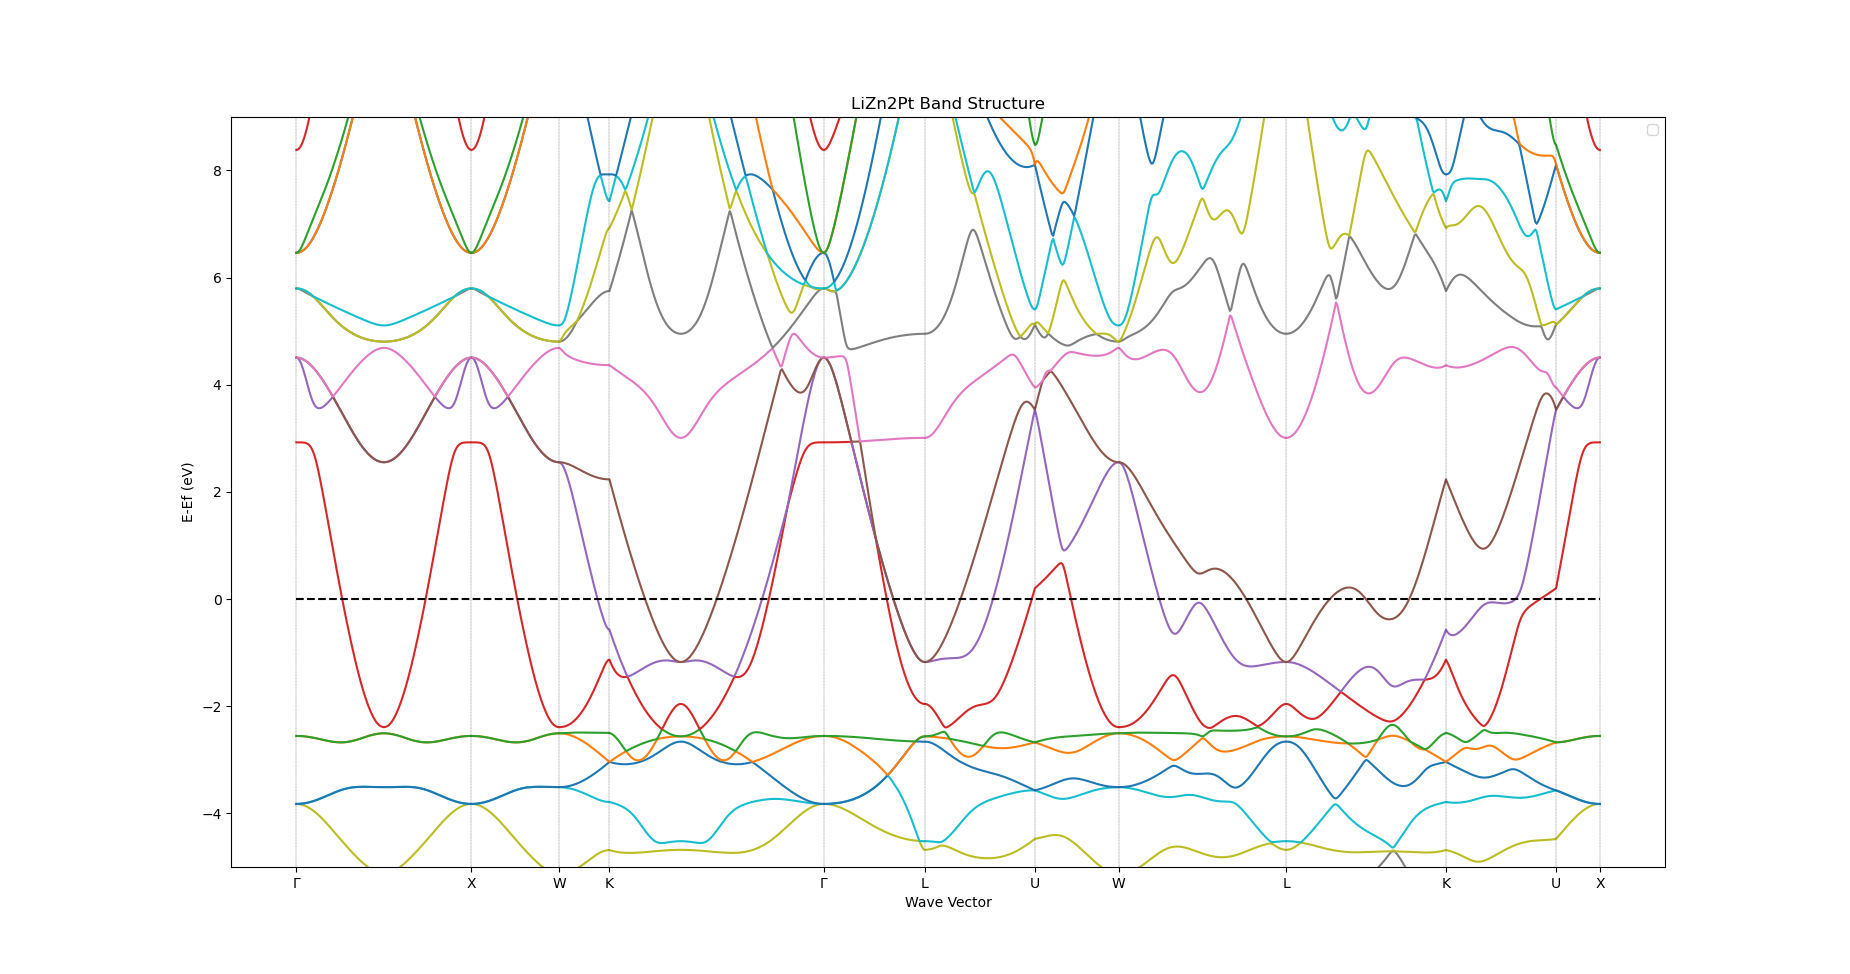 LiZn2Pt Band Structure
E-Ef (eV)
8
6
4
2
0
−2
−4
Γ X W K Γ L U W L K U X
Wave Vector